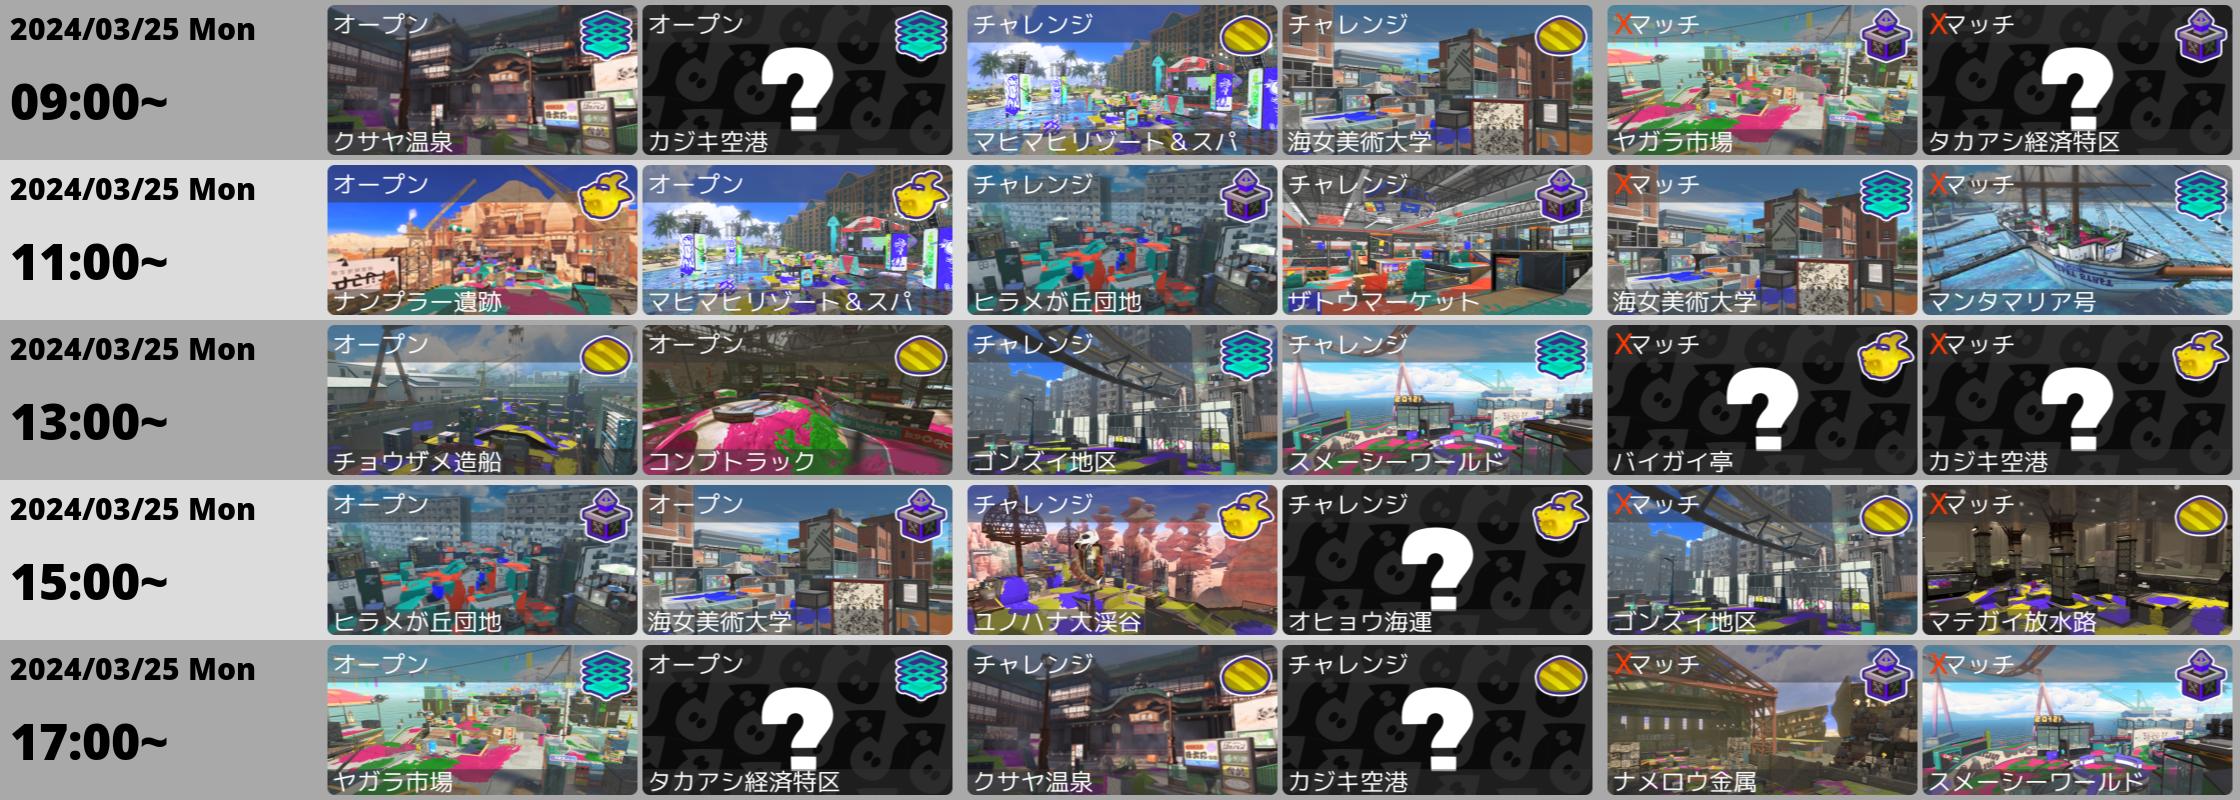 2024/03/25 Mon
09:00~
オープン
クサヤ温泉
オープン
?
カジキ空港
チャレンジ
マヒマヒリゾート＆スパ
チャレンジ
海女美術大学
Xマッチ
ヤガラ市場
Xマッチ
?
タカアシ経済特区
2024/03/25 Mon
11:00~
オープン
ナンプラー遺跡
オープン
マヒマヒリゾート＆スパ
チャレンジ
ヒラメが丘団地
チャレンジ
ザトウマーケット
Xマッチ
海女美術大学
Xマッチ
マンタマリア号
2024/03/25 Mon
13:00~
オープン
チョウザメ造船
オープン
コンブトラック
チャレンジ
ゴンズイ地区
チャレンジ
スメーシーワールド
Xマッチ
?
バイガイ亭
Xマッチ
?
カジキ空港
2024/03/25 Mon
15:00~
オープン
ヒラメが丘団地
オープン
海女美術大学
チャレンジ
ユノハナ大渓谷
チャレンジ
?
オヒョウ海運
Xマッチ
ゴンズイ地区
Xマッチ
マテガイ放水路
2024/03/25 Mon
17:00~
オープン
ヤガラ市場
オープン
?
タカアシ経済特区
チャレンジ
クサヤ温泉
チャレンジ
?
カジキ空港
Xマッチ
ナメロウ金属
Xマッチ
スメーシーワールド